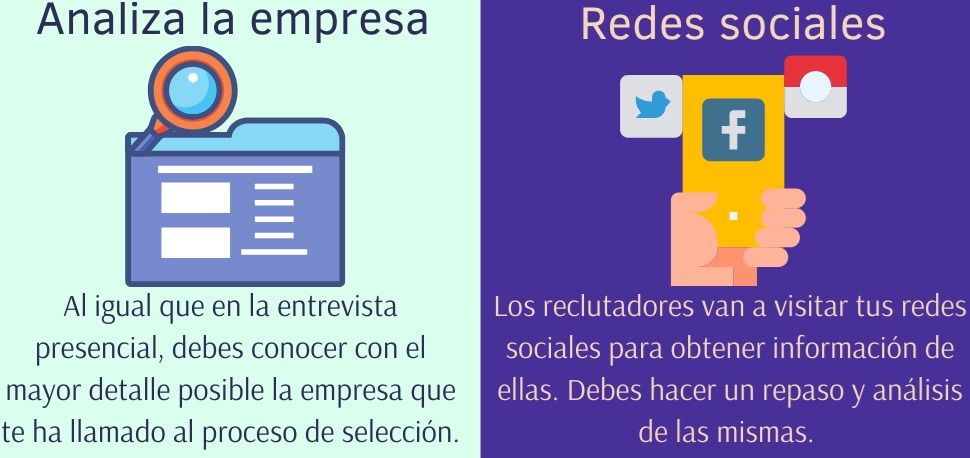 Analiza la empresa
Al igual que en la entrevista
presencial, debes conocer con el
mayor detalle posible la empresa que
te ha llamado al proceso de selección.
Redes sociales
f
Los reclutadores van a visitar tus redes
sociales para obtener información de
ellas. Debes hacer un repaso y análisis
de las mismas.